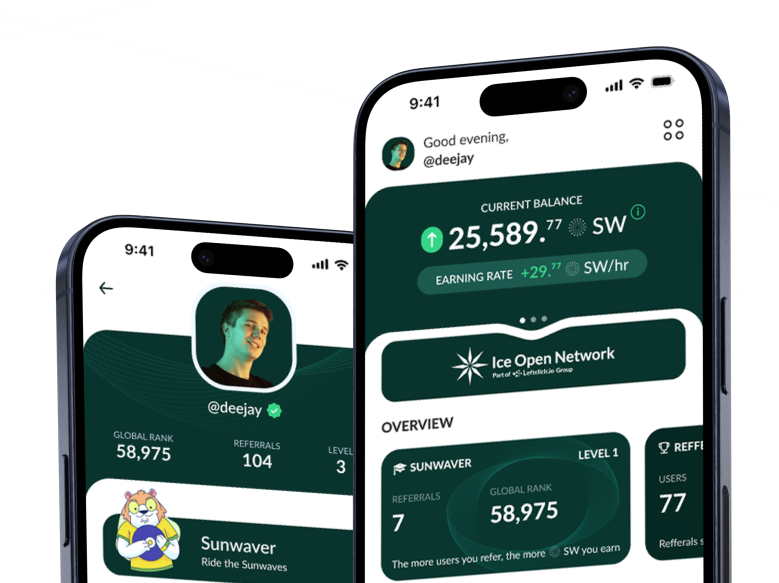 9:41
@deejay
GLOBAL RANK
58,975
REFERRALS
104
LEVEL
3
Sunwaver
Ride the Sunwaves
9:41
Good evening,
@deejay
CURRENT BALANCE
25,589.77 SW
EARNING RATE +29.77 SW/hr
Ice Open Network
Part of Leftclick.io Group
OVERVIEW
SUNWAVER
LEVEL 1
REFERRALS
7
GLOBAL RANK
58,975
The more users you refer, the more SW you earn
REFFE
USERS
77
Refferals s